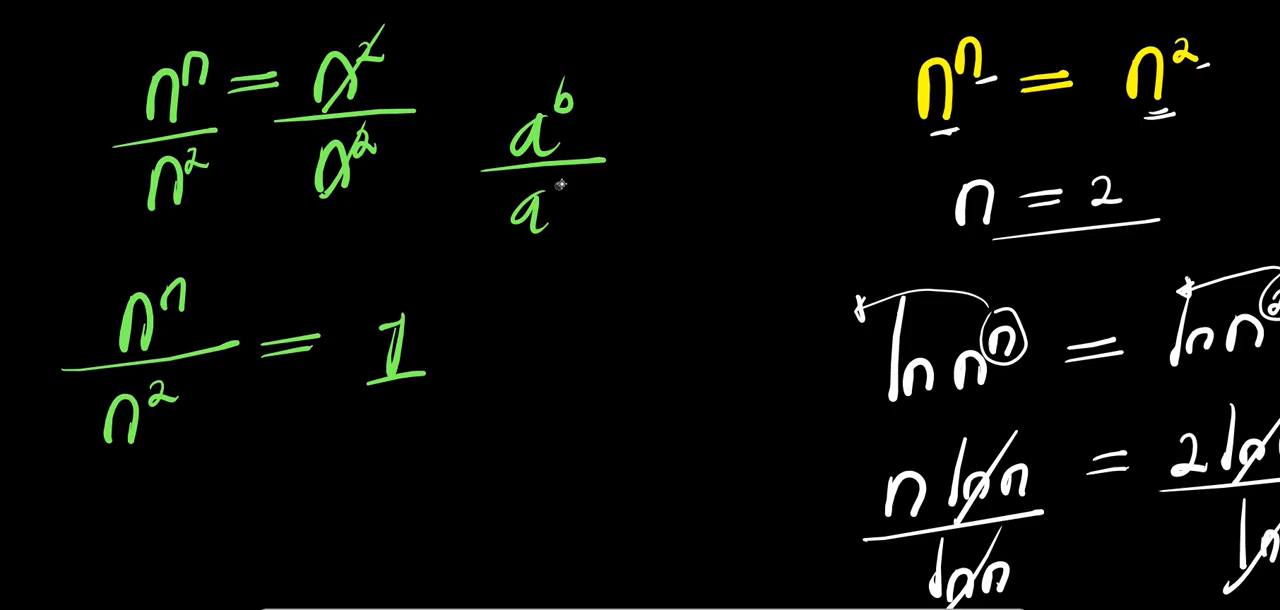 n^n/n^2 = n^2/n^2
a^b/a
n^n/n^2 = 1
n^n = n^2
n = 2
ln n^n = ln n^2
n ln n/ln n = 2 ln/ln